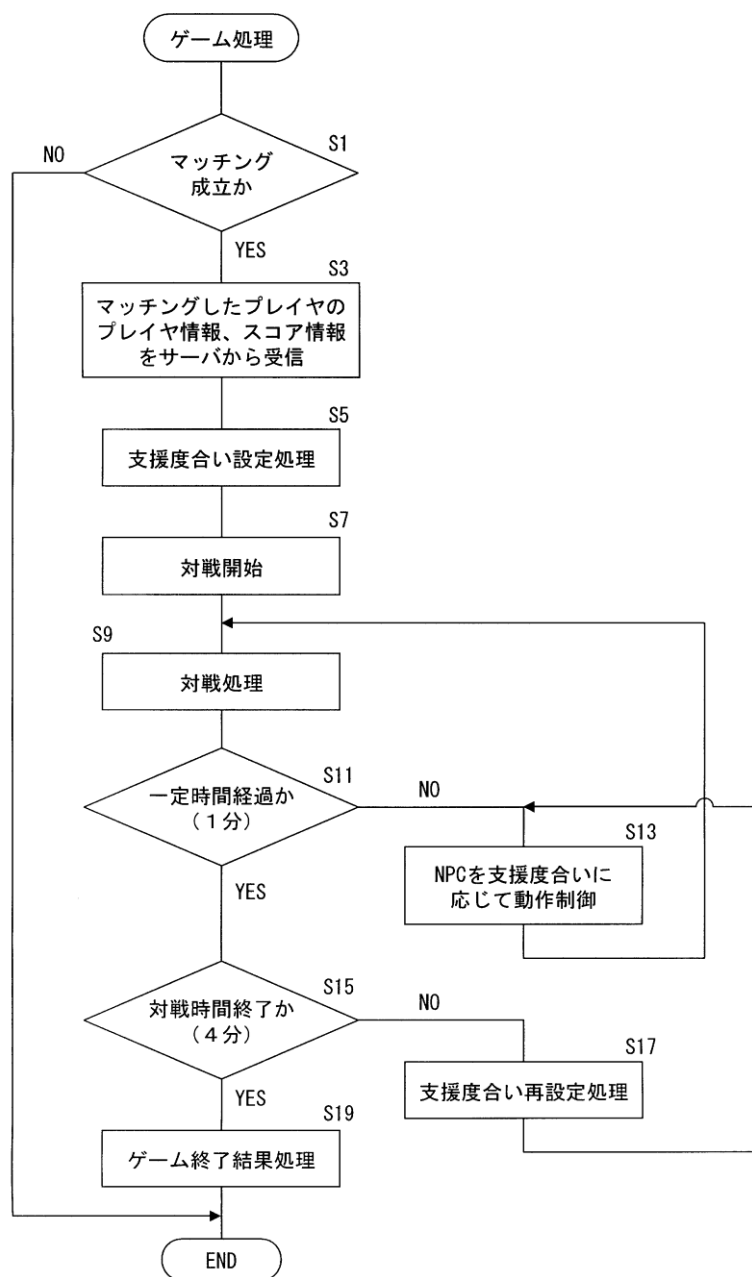 ゲーム処理
S1
NO
マッチング
成立か
YES
S3
マッチングしたプレイヤの
プレイヤ情報、スコア情報
をサーバから受信
S5
支援度合い設定処理
S7
対戦開始
S9
対戦処理
S11
一定時間経過か
(1分)
NO
S13
NPCを支援度合いに
応じて動作制御
YES
S15
対戦時間終了か
(4分)
NO
S17
支援度合い再設定処理
YES
S19
ゲーム終了結果処理
END